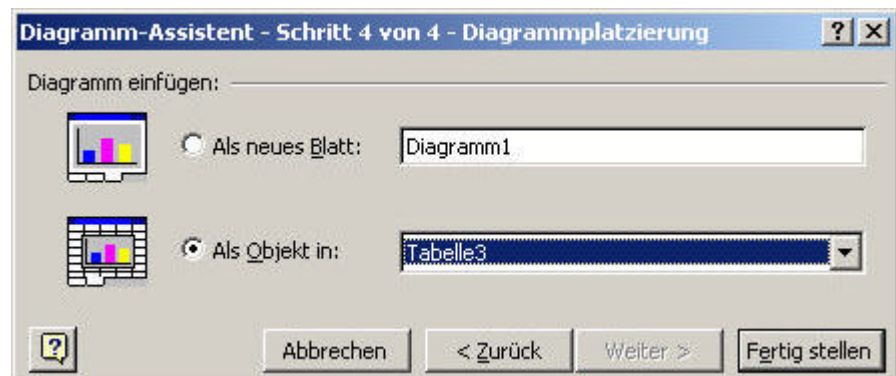 Diagramm-Assistent - Schritt 4 von 4 - Diagrammplatzierung
Diagramm einfügen:
Als neues Blatt: Diagramm1
Als Objekt in: Tabelle3
Abbrechen < Zurück Weiter > Fertig stellen